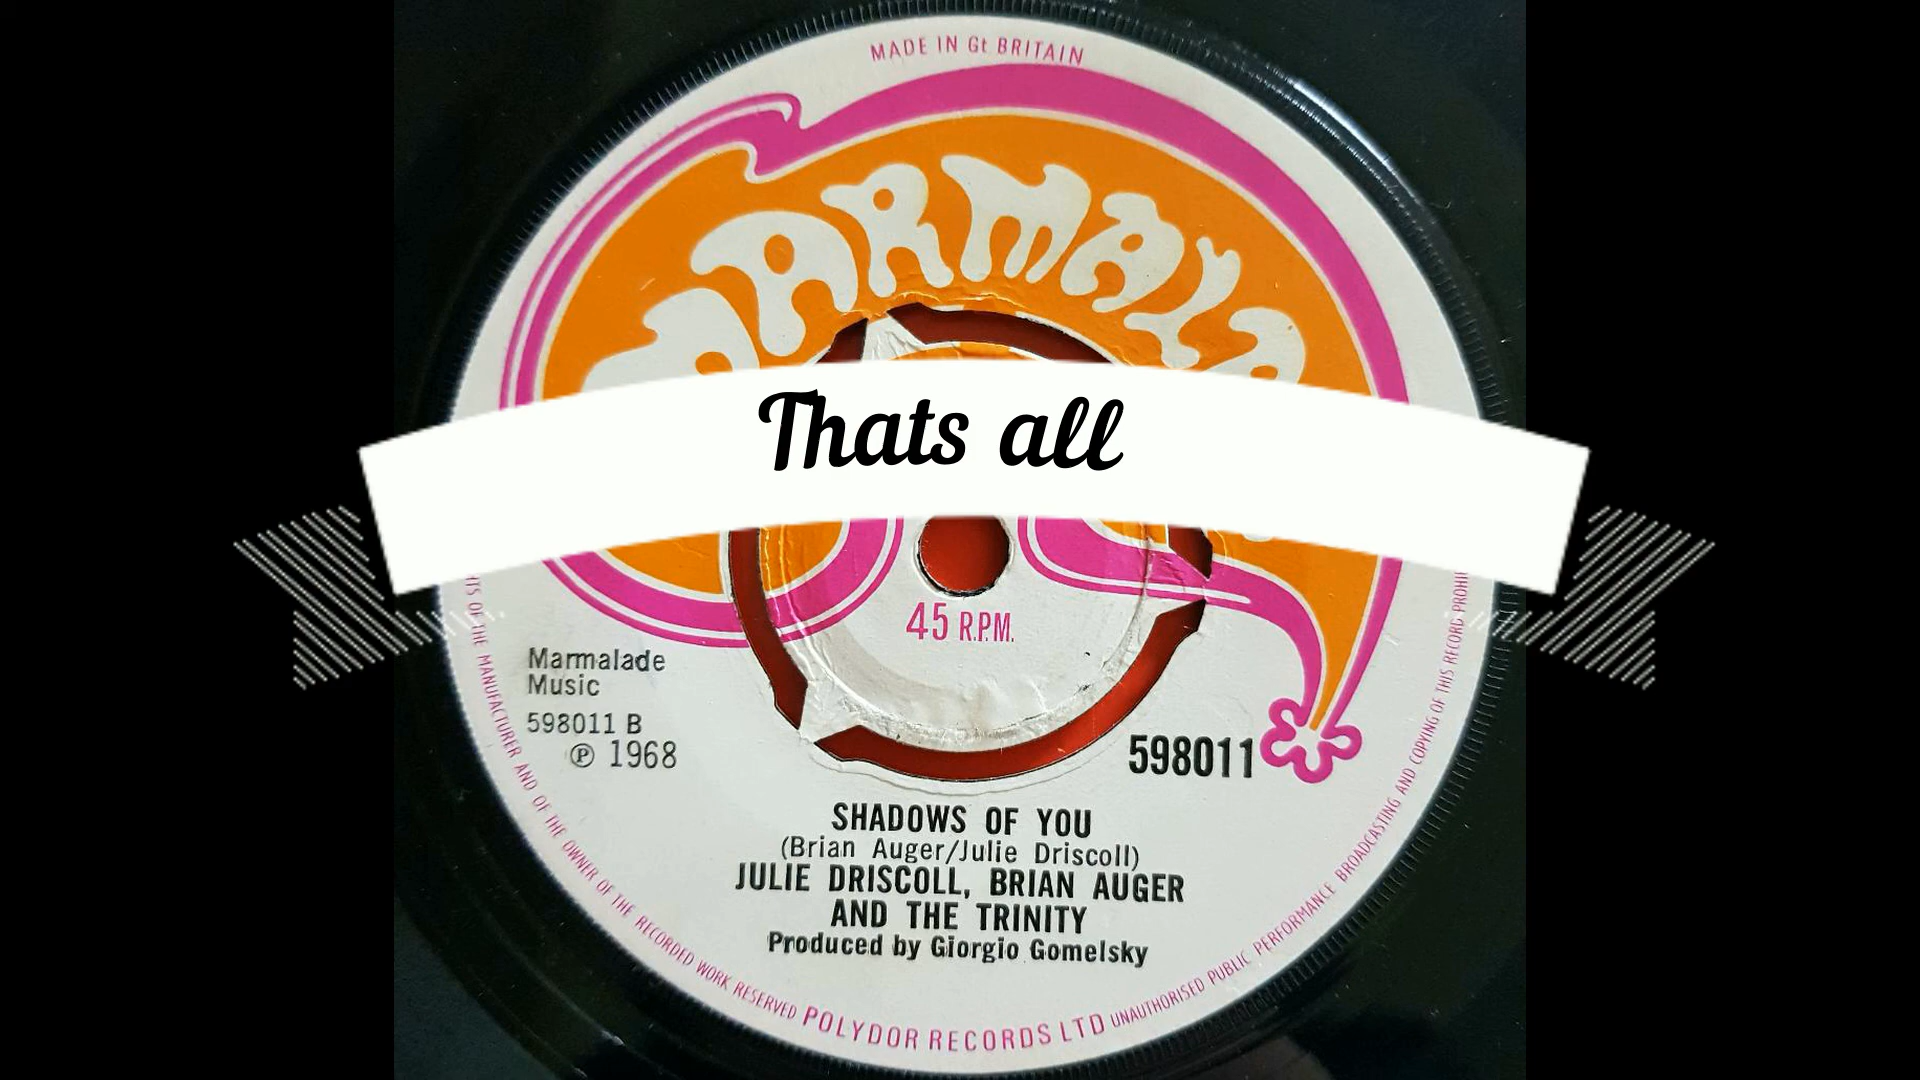 MADE IN Gt BRITAIN
MARMALA
Thats all
45 R.P.M.
Marmalade
Music
598011 B
℗ 1968
598011
SHADOWS OF YOU
(Brian Auger/Julie Driscoll)
JULIE DRISCOLL, BRIAN AUGER
AND THE TRINITY
Produced by Giorgio Gomelsky
OF THE MANUFACTURER AND OF THE OWNER OF THE RECORDED WORK RESERVED POLYDOR RECORDS LTD UNAUTHORISED PUBLIC PERFORMANCE BROADCASTING AND COPYING OF THIS RECORD